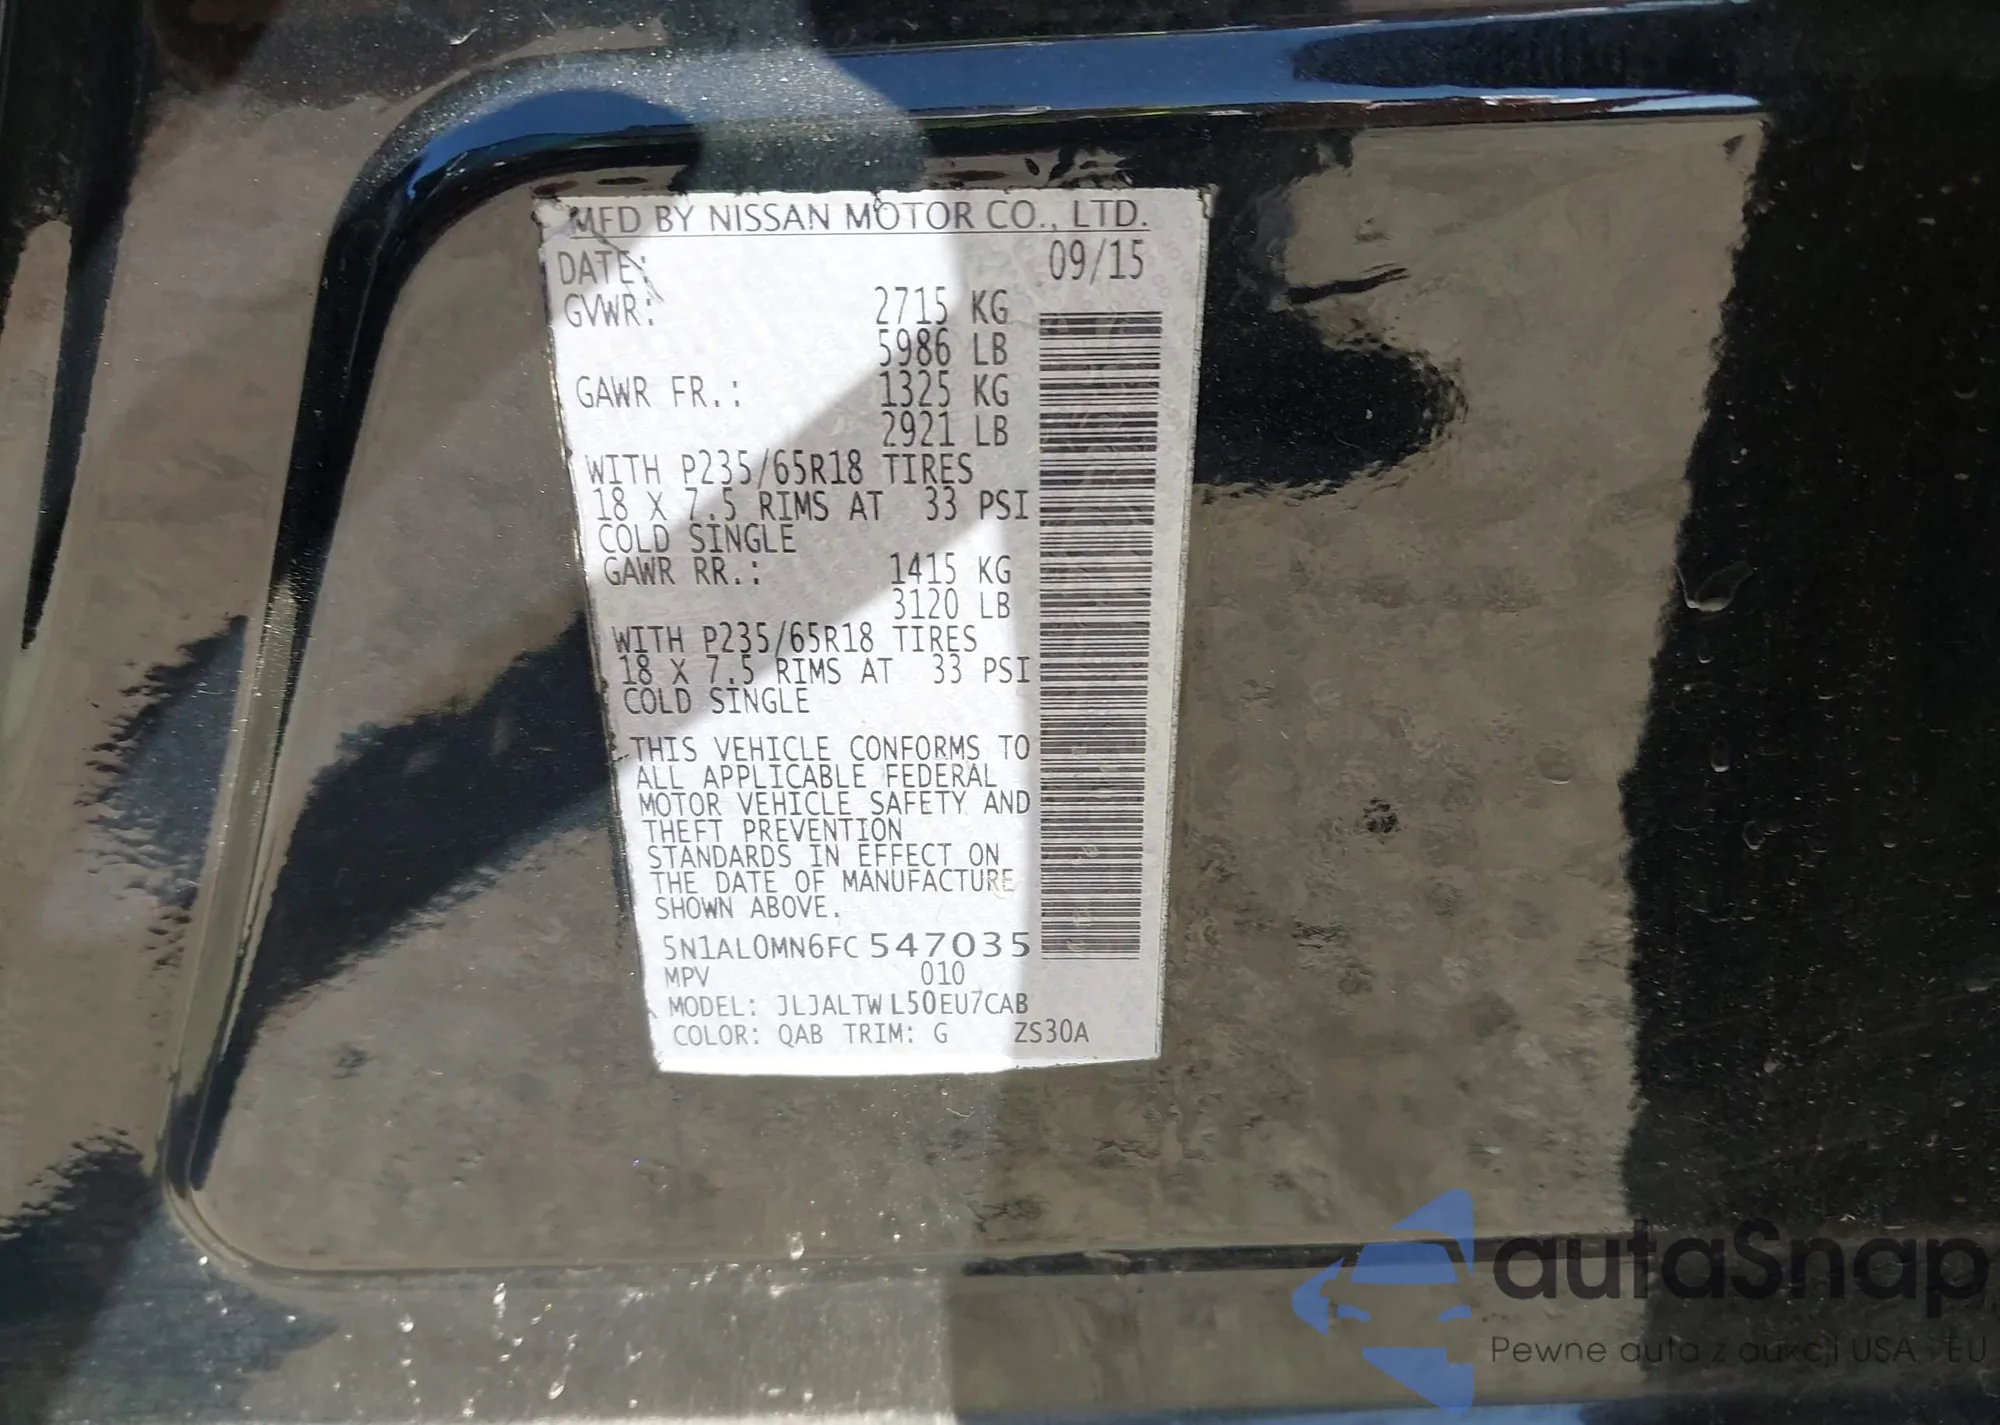 MFD BY NISSAN MOTOR CO., LTD.
DATE: 09/15
GVWR: 2715 KG
5986 LB
GAWR FR.: 1325 KG
2921 LB
WITH P235/65R18 TIRES
18 X 7.5 RIMS AT 33 PSI
COLD SINGLE
GAWR RR.: 1415 KG
3120 LB
WITH P235/65R18 TIRES
18 X 7.5 RIMS AT 33 PSI
COLD SINGLE
THIS VEHICLE CONFORMS TO
ALL APPLICABLE FEDERAL
MOTOR VEHICLE SAFETY AND
THEFT PREVENTION
STANDARDS IN EFFECT ON
THE DATE OF MANUFACTURE
SHOWN ABOVE.
5N1AL0MN6FC547035
MPV 010
MODEL: JLJALTWL50EU7CAB
COLOR: QAB TRIM: G ZS30A
autaSnap
Pewne auta z aukcji USA i EU